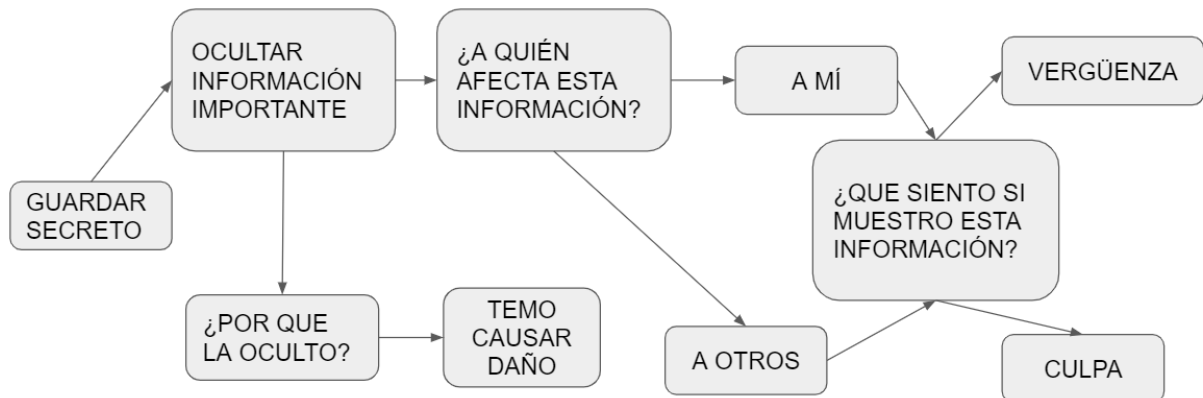 GUARDAR
SECRETO
OCULTAR
INFORMACIÓN
IMPORTANTE
¿A QUIÉN
AFECTA ESTA
INFORMACIÓN?
A MÍ
VERGÜENZA
¿QUE SIENTO SI
MUESTRO ESTA
INFORMACIÓN?
¿POR QUE
LA OCULTO?
TEMO
CAUSAR
DAÑO
A OTROS
CULPA